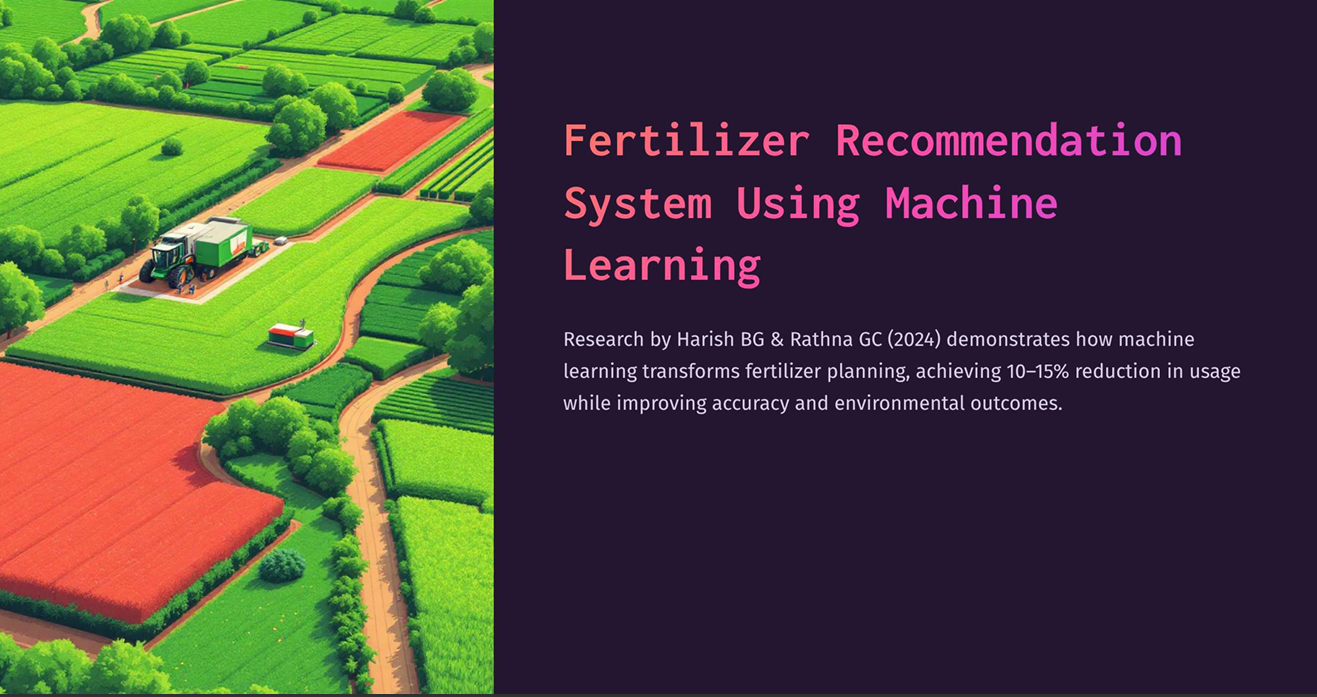 Fertilizer Recommendation
System Using Machine
Learning
Research by Harish BG & Rathna GC (2024) demonstrates how machine
learning transforms fertilizer planning, achieving 10–15% reduction in usage
while improving accuracy and environmental outcomes.